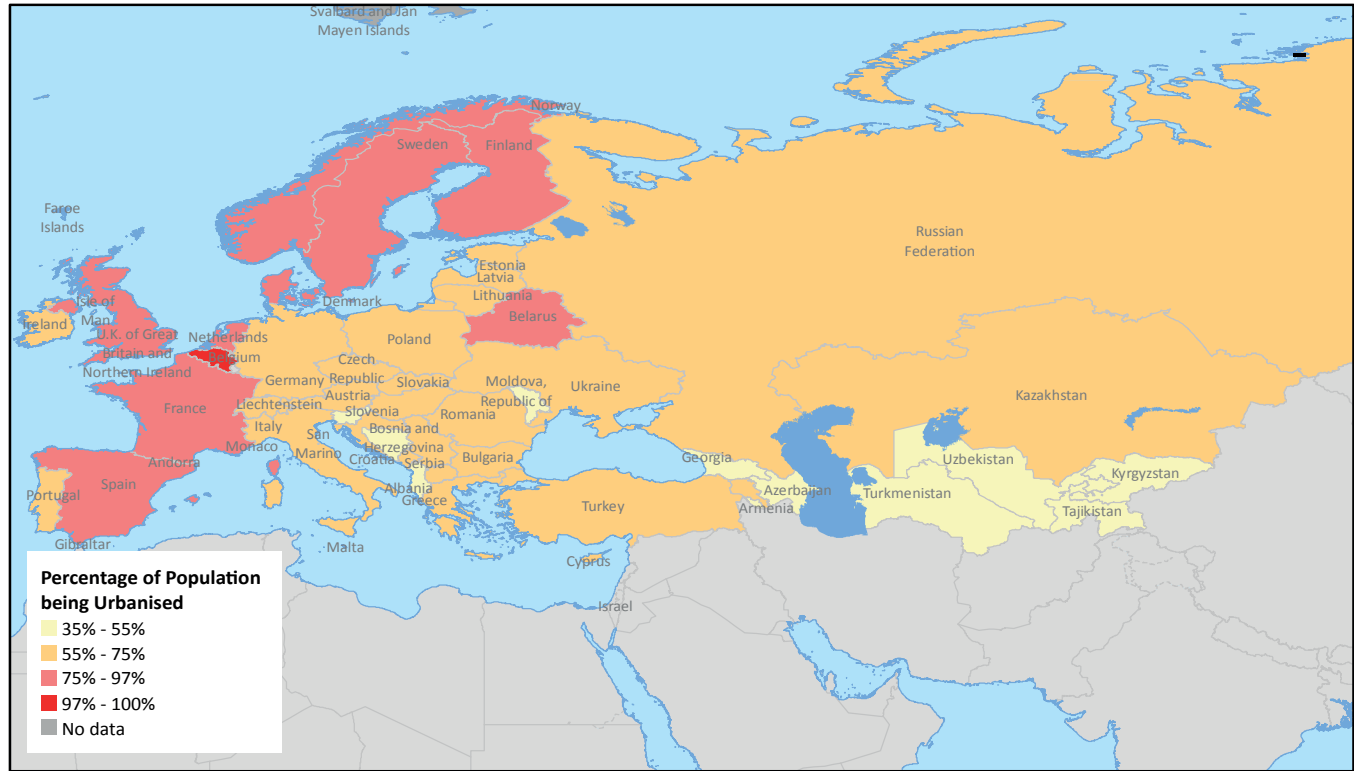 Svalbard and Jan
Mayen Islands
Norway
Sweden
Finland
Faroe
Islands
Russian
Federation
Estonia
Latvia
Lithuania
Denmark
Isle of
Man
Ireland
Belarus
U.K. of Great
Britain and
Northern Ireland
Netherlands
Belgium
Poland
Czech
Republic
Germany
Slovakia
Austria
Moldova,
Republic of
Ukraine
Kazakhstan
France
Liechtenstein
Slovenia
Romania
Italy
San
Marino
Bosnia and
Herzegovina
Monaco
Croatia
Serbia
Bulgaria
Andorra
Georgia
Uzbekistan
Kyrgyzstan
Portugal
Spain
Albania
Greece
Turkey
Azerbaijan
Armenia
Turkmenistan
Tajikistan
Gibraltar
Malta
Cyprus
Israel
Percentage of Population
being Urbanised
35% - 55%
55% - 75%
75% - 97%
97% - 100%
No data